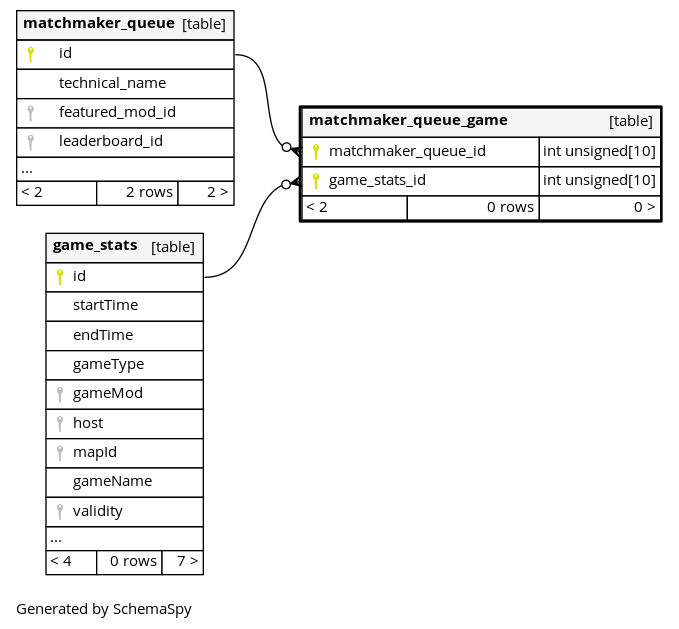 matchmaker_queue [table]
id
technical_name
featured_mod_id
leaderboard_id
...
< 2 2 rows 2 >
matchmaker_queue_game [table]
matchmaker_queue_id int unsigned[10]
game_stats_id int unsigned[10]
< 2 0 rows 0 >
game_stats [table]
id
startTime
endTime
gameType
gameMod
host
mapId
gameName
validity
...
< 4 0 rows 7 >
Generated by SchemaSpy